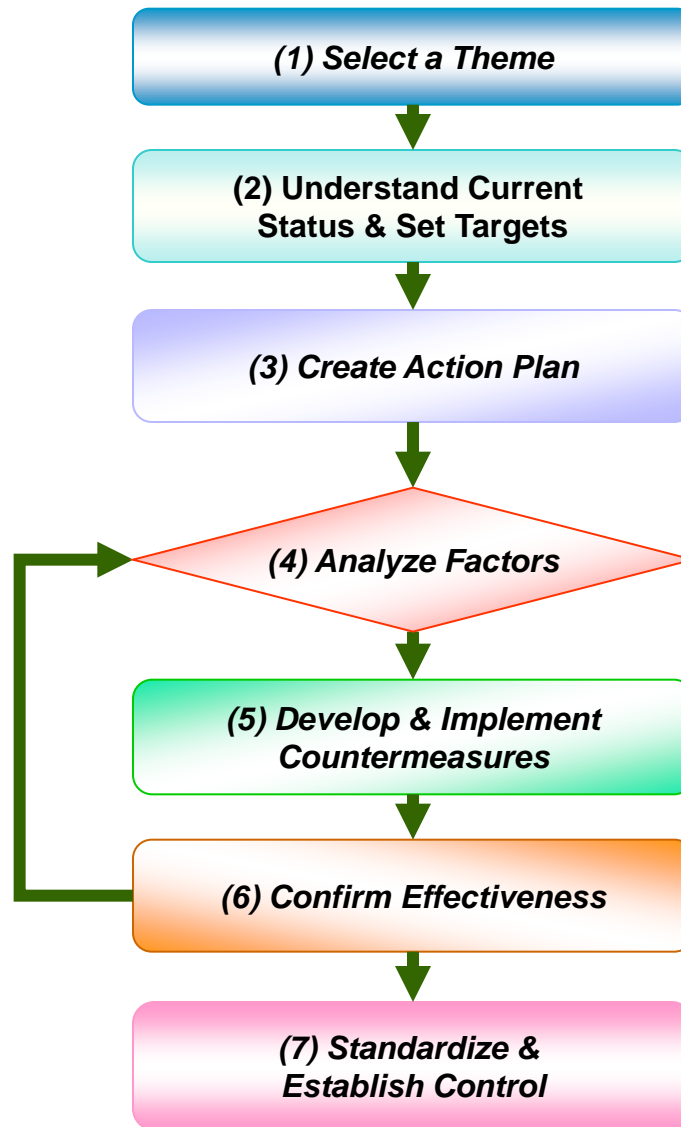 (1) Select a Theme
(2) Understand Current
Status & Set Targets
(3) Create Action Plan
(4) Analyze Factors
(5) Develop & Implement
Countermeasures
(6) Confirm Effectiveness
(7) Standardize &
Establish Control